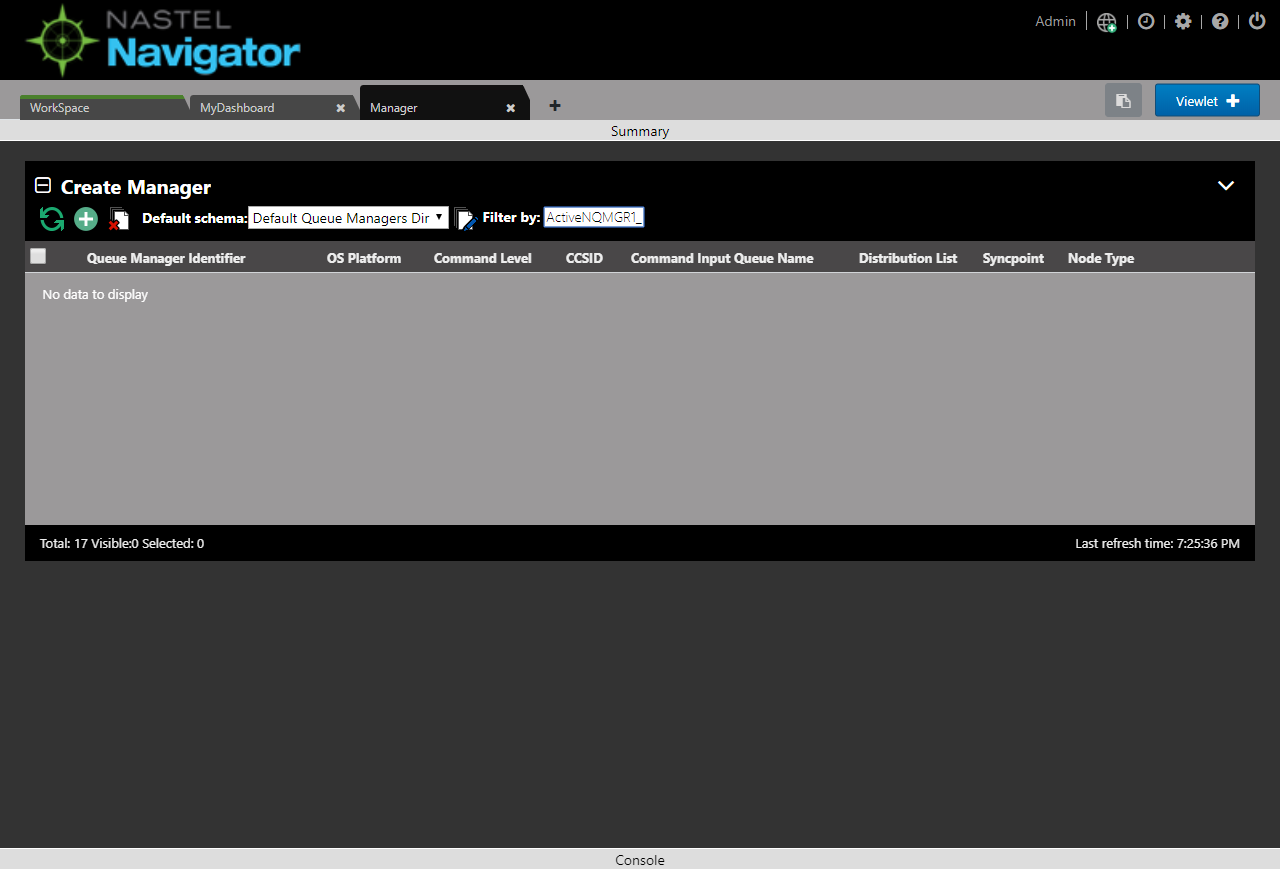 NASTEL
Navigator
Admin
WorkSpace
MyDashboard
Manager
Viewlet
Summary
Create Manager
Default schema: Default Queue Managers Dir Filter by: ActiveNQMGR1_
Queue Manager Identifier OS Platform Command Level CCSID Command Input Queue Name Distribution List Syncpoint Node Type
No data to display
Total: 17 Visible:0 Selected: 0
Last refresh time: 7:25:36 PM
Console